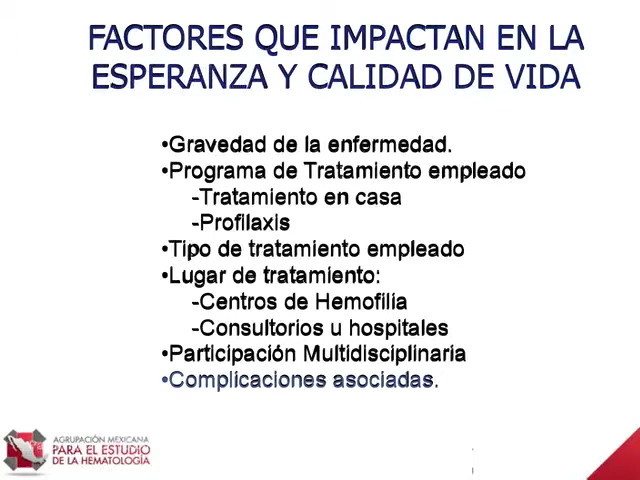 FACTORES QUE IMPACTAN EN LA
ESPERANZA Y CALIDAD DE VIDA
•Gravedad de la enfermedad.
•Programa de Tratamiento empleado
-Tratamiento en casa
-Profilaxis
•Tipo de tratamiento empleado
•Lugar de tratamiento:
-Centros de Hemofilia
-Consultorios u hospitales
•Participación Multidisciplinaria
•Complicaciones asociadas.
AGRUPACIÓN MEXICANA
PARA EL ESTUDIO
DE LA HEMATOLOGÍA